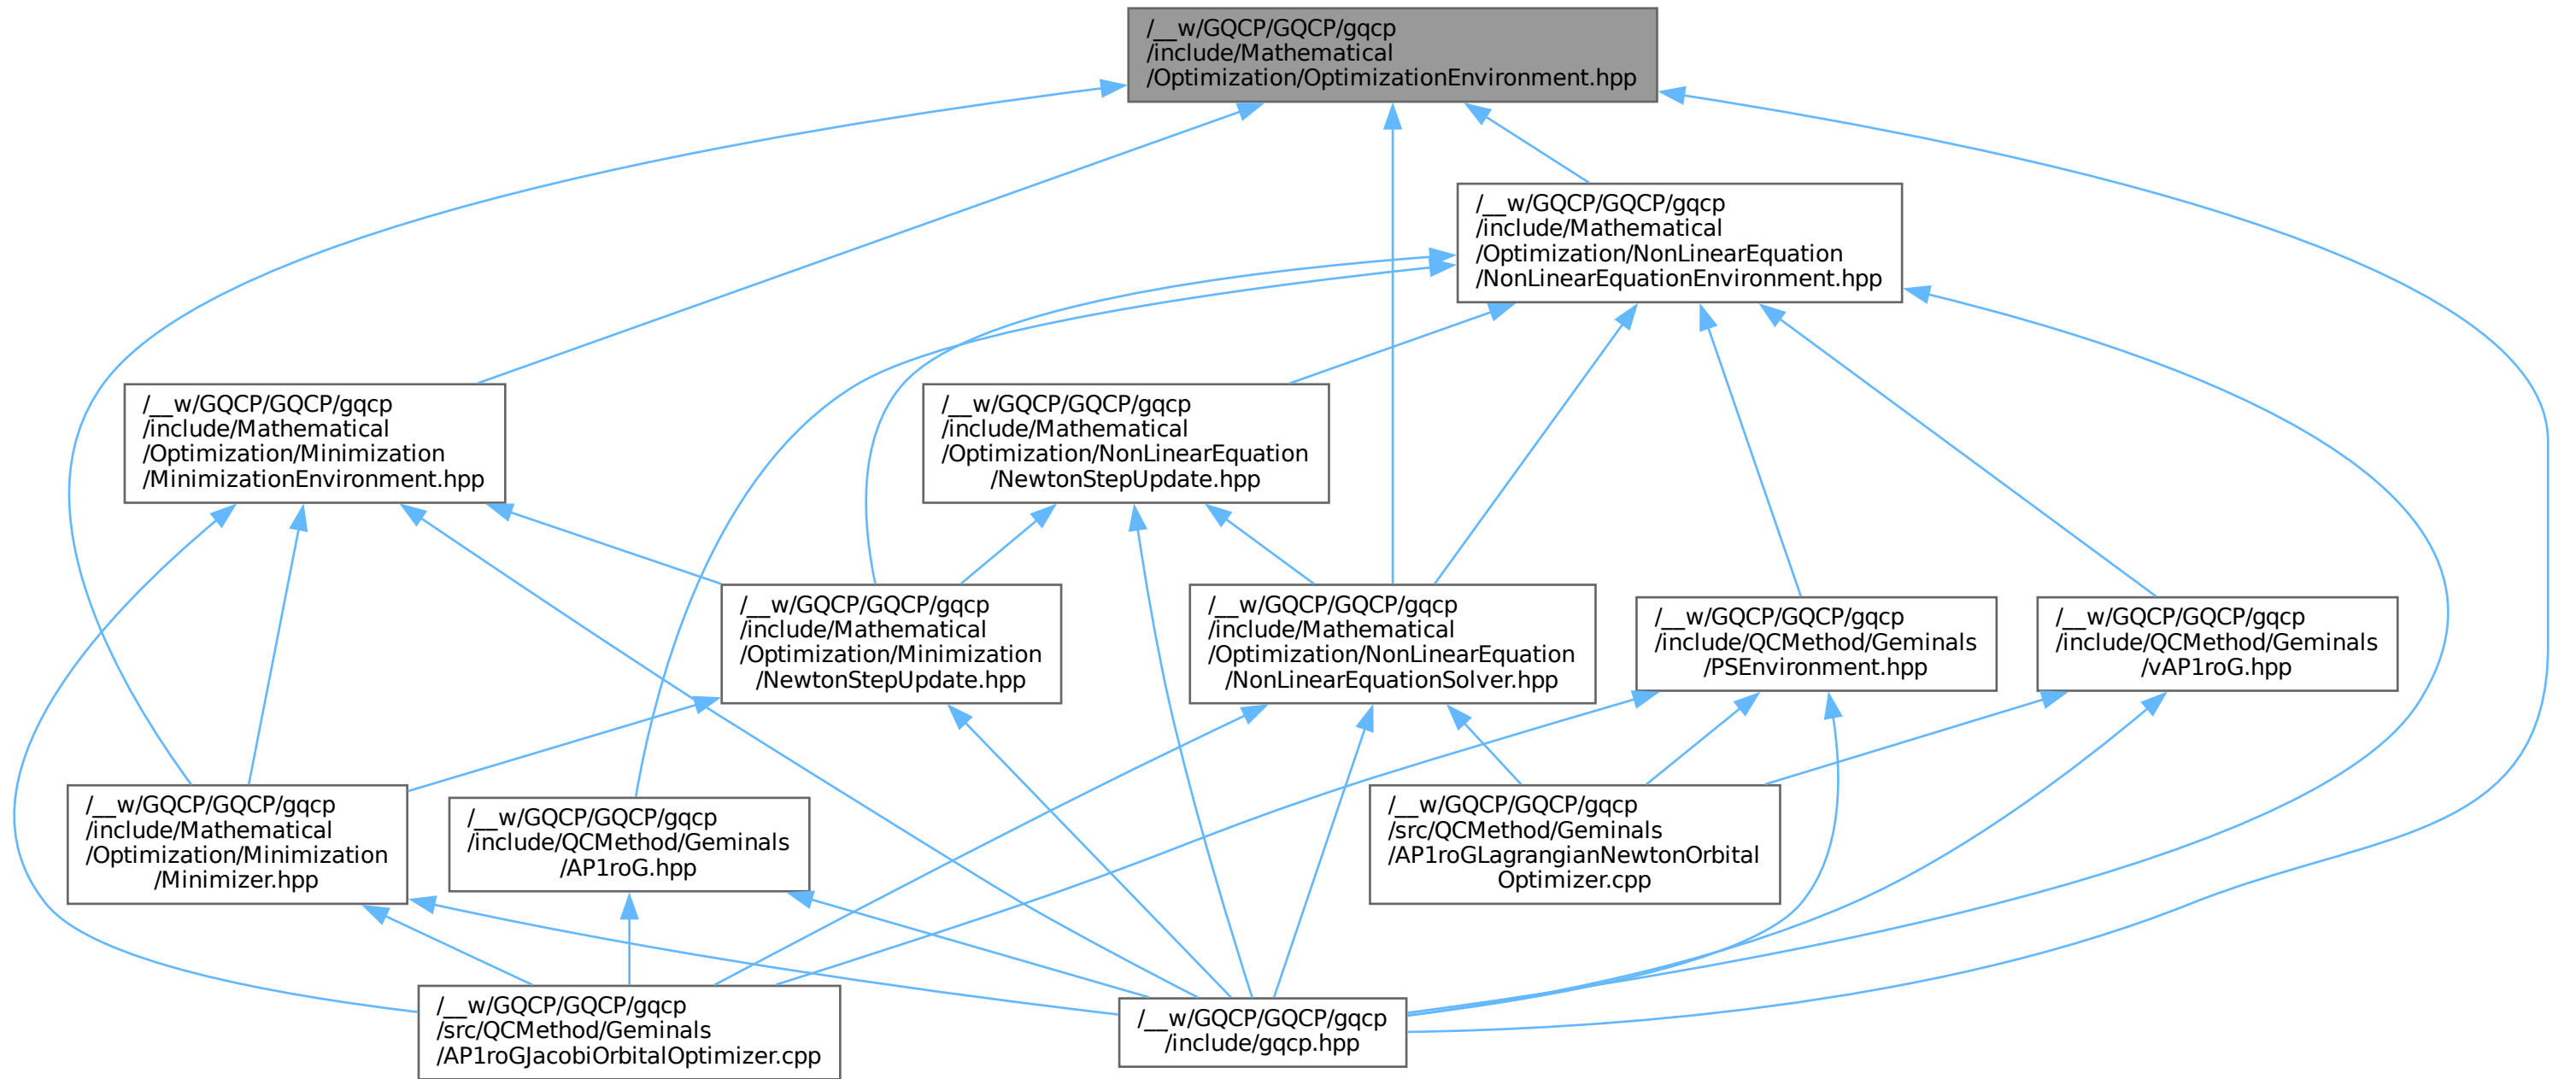 /__w/GQCP/GQCP/gqcp
/include/Mathematical
/Optimization/OptimizationEnvironment.hpp
/__w/GQCP/GQCP/gqcp
/include/Mathematical
/Optimization/NonLinearEquation
/NonLinearEquationEnvironment.hpp
/__w/GQCP/GQCP/gqcp
/include/Mathematical
/Optimization/Minimization
/MinimizationEnvironment.hpp
/__w/GQCP/GQCP/gqcp
/include/Mathematical
/Optimization/NonLinearEquation
/NewtonStepUpdate.hpp
/__w/GQCP/GQCP/gqcp
/include/Mathematical
/Optimization/Minimization
/NewtonStepUpdate.hpp
/__w/GQCP/GQCP/gqcp
/include/Mathematical
/Optimization/NonLinearEquation
/NonLinearEquationSolver.hpp
/__w/GQCP/GQCP/gqcp
/include/QCMethod/Geminals
/PSEnvironment.hpp
/__w/GQCP/GQCP/gqcp
/include/QCMethod/Geminals
/vAP1roG.hpp
/__w/GQCP/GQCP/gqcp
/include/Mathematical
/Optimization/Minimization
/Minimizer.hpp
/__w/GQCP/GQCP/gqcp
/include/QCMethod/Geminals
/AP1roG.hpp
/__w/GQCP/GQCP/gqcp
/src/QCMethod/Geminals
/AP1roGLagrangianNewtonOrbital
Optimizer.cpp
/__w/GQCP/GQCP/gqcp
/src/QCMethod/Geminals
/AP1roGJacobiOrbitalOptimizer.cpp
/__w/GQCP/GQCP/gqcp
/include/gqcp.hpp